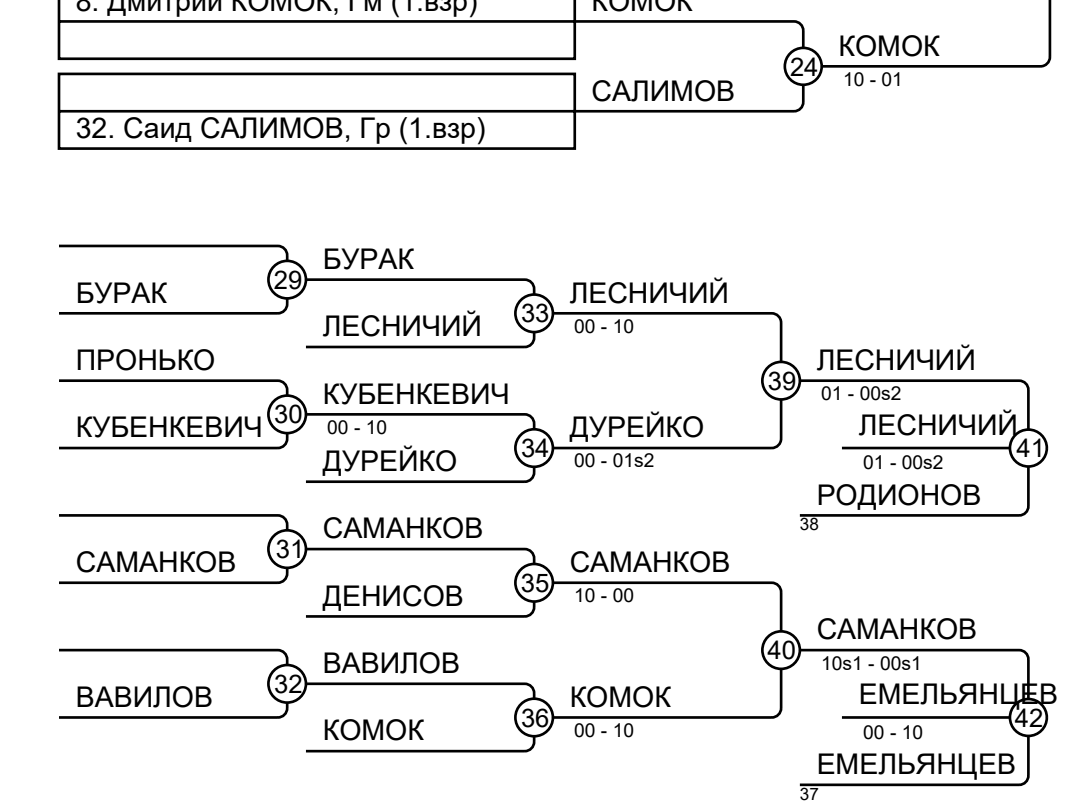 8. Дмитрий КОМОК, Гм (1.взр)
КОМОК
24
КОМОК
10 - 01
САЛИМОВ
32. Саид САЛИМОВ, Гр (1.взр)
БУРАК
29
БУРАК
ЛЕСНИЧИЙ
33
ЛЕСНИЧИЙ
00 - 10
ПРОНЬКО
КУБЕНКЕВИЧ
30
КУБЕНКЕВИЧ
00 - 10
ДУРЕЙКО
34
ДУРЕЙКО
00 - 01s2
39
ЛЕСНИЧИЙ
01 - 00s2
ЛЕСНИЧИЙ
41
01 - 00s2
РОДИОНОВ
38
САМАНКОВ
31
САМАНКОВ
ДЕНИСОВ
35
САМАНКОВ
10 - 00
ВАВИЛОВ
32
ВАВИЛОВ
КОМОК
36
КОМОК
00 - 10
40
САМАНКОВ
10s1 - 00s1
ЕМЕЛЬЯНЦЕВ
42
00 - 10
ЕМЕЛЬЯНЦЕВ
37